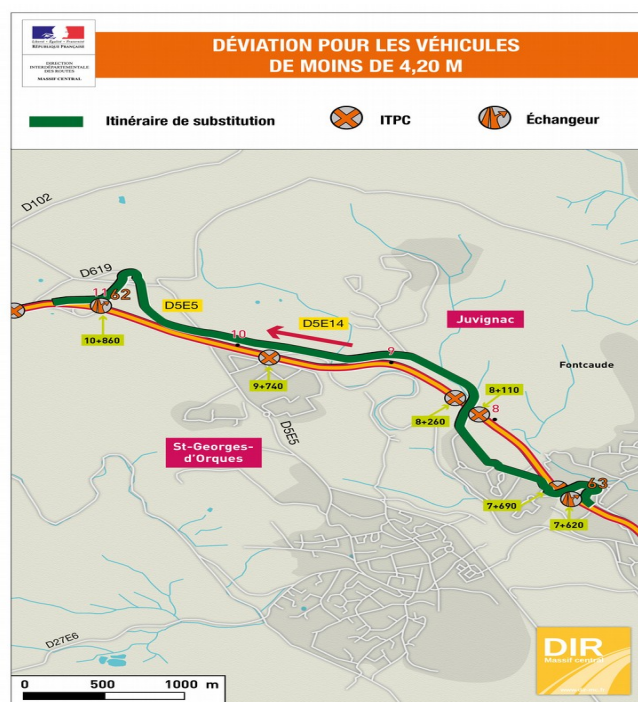 RÉPUBLIQUE FRANÇAISE
DIRECTION
INTERDÉPARTEMENTALE
DES ROUTES
MASSIF CENTRAL
DÉVIATION POUR LES VÉHICULES
DE MOINS DE 4,20 M
Itinéraire de substitution
ITPC
Échangeur
D102
D619
11
62
D5E5
10+860
10
D5E14
9
Juvignac
Fontcaude
9+740
8+110
8+260
8
D5E5
St-Georges-
d'Orques
63
7+690
7+620
D27E6
0 500 1000 m
DIR
Massif central